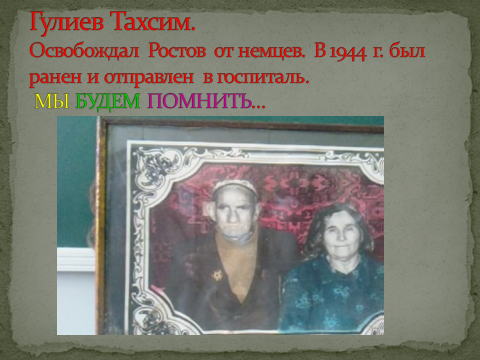 Гулиев Тахсим.
Освобождал Ростов от немцев. В 1944 г. был
ранен и отправлен в госпиталь.
МЫ БУДЕМ ПОМНИТЬ...